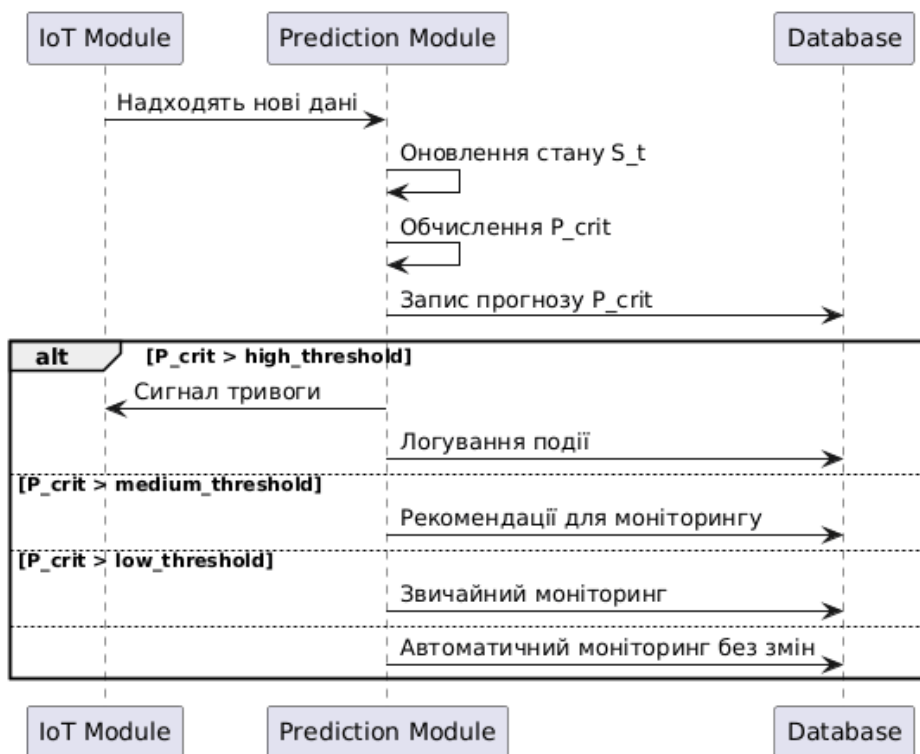 IoT Module
Prediction Module
Database
Надходять нові дані
Оновлення стану S_t
Обчислення P_crit
Запис прогнозу P_crit
alt [P_crit > high_threshold]
Сигнал тривоги
Логування події
[P_crit > medium_threshold]
Рекомендації для моніторингу
[P_crit > low_threshold]
Звичайний моніторинг
Автоматичний моніторинг без змін
IoT Module
Prediction Module
Database